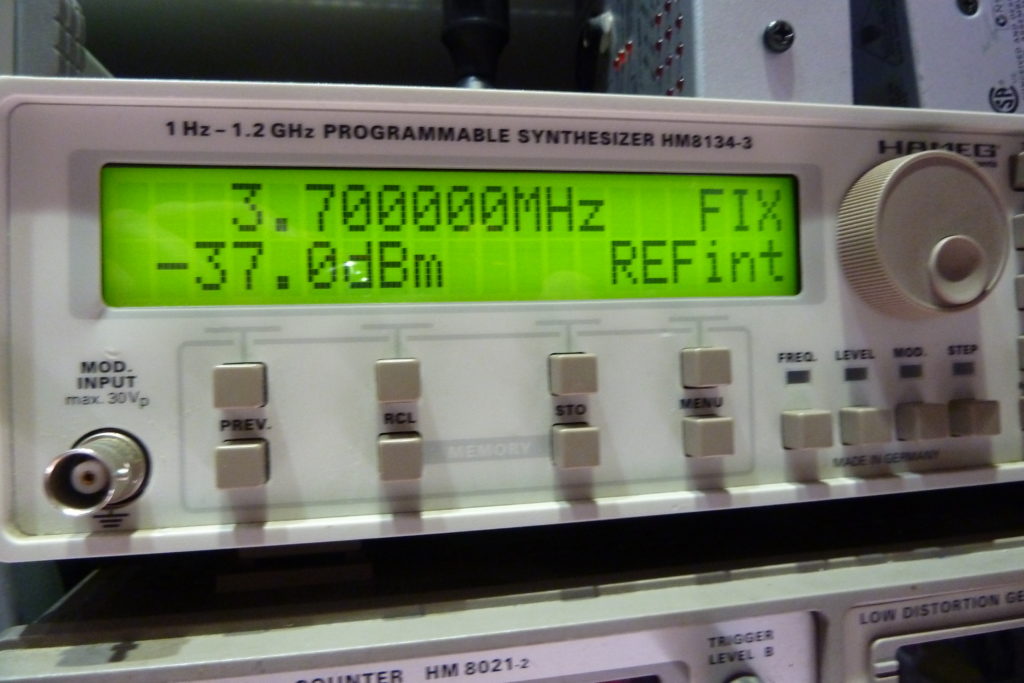 1 Hz – 1.2 GHz PROGRAMMABLE SYNTHESIZER HM8134-3
HAMEG
3.700000MHz FIX
-37.0dBm REFint
MOD.
INPUT
max. 30Vp
PREV.
RCL
STO
MENU
MEMORY
FREQ.
LEVEL
MOD.
STEP
MADE IN GERMANY
COUNTER HM 8021-2
TRIGGER
LEVEL B
LOW DISTORTION GE